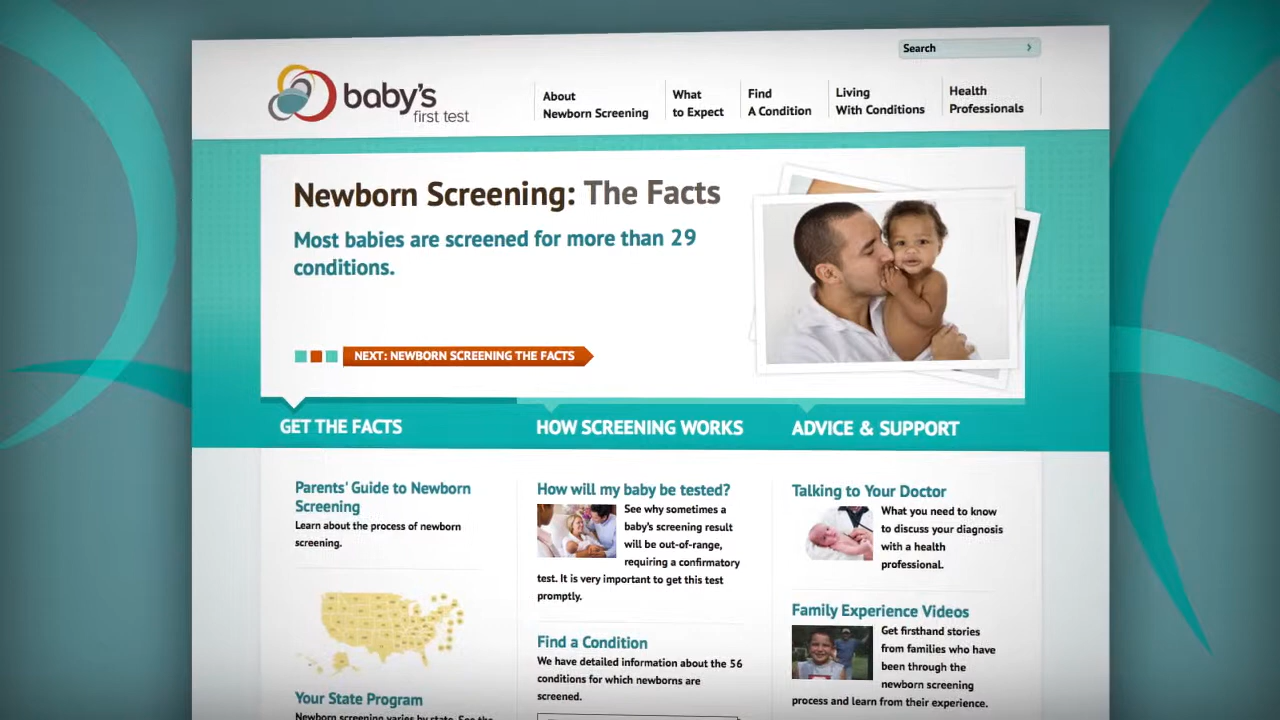 Search
baby's
first test
About
Newborn Screening
What
to Expect
Find
A Condition
Living
With Conditions
Health
Professionals
Newborn Screening: The Facts
Most babies are screened for more than 29
conditions.
NEXT: NEWBORN SCREENING THE FACTS
GET THE FACTS
HOW SCREENING WORKS
ADVICE & SUPPORT
Parents' Guide to Newborn
Screening
Learn about the process of newborn
screening.
Your State Program
Newborn screening varies by state. See the
How will my baby be tested?
See why sometimes a
baby's screening result
will be out-of-range,
requiring a confirmatory
test. It is very important to get this test
promptly.
Find a Condition
We have detailed information about the 56
conditions for which newborns are
screened.
Talking to Your Doctor
What you need to know
to discuss your diagnosis
with a health
professional.
Family Experience Videos
Get firsthand stories
from families who have
been through the
newborn screening
process and learn from their experience.